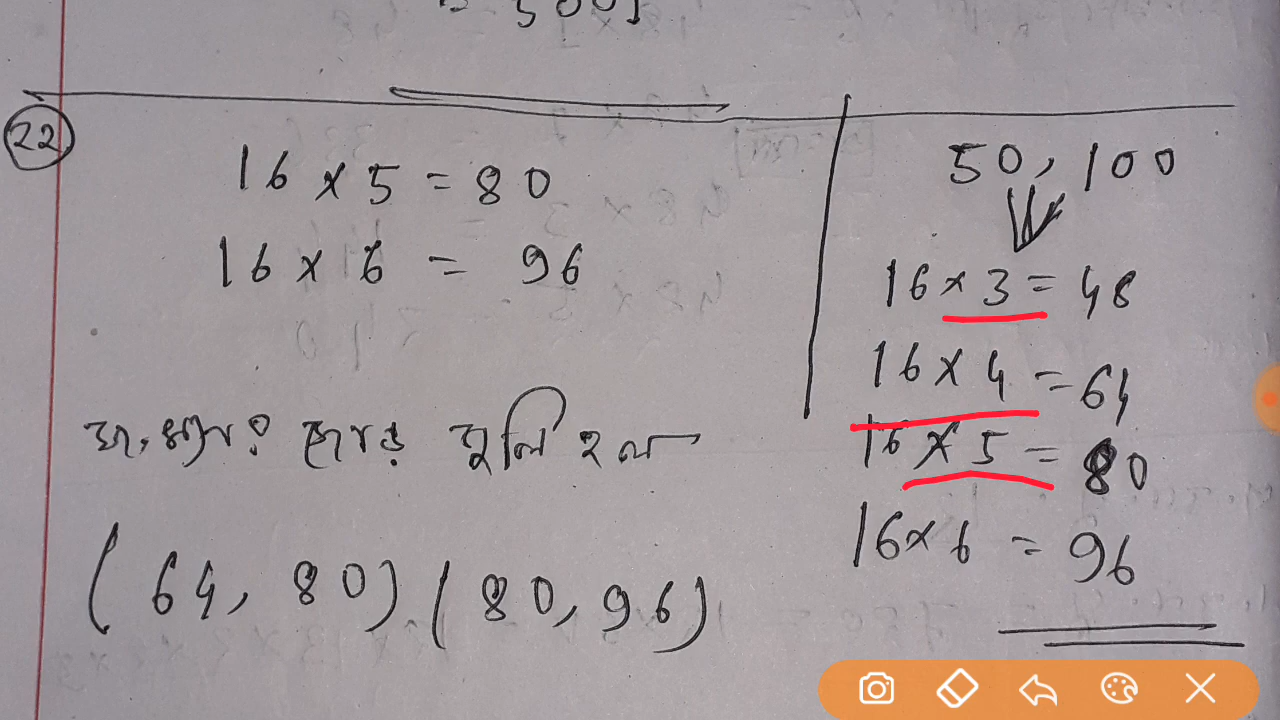 22
16 × 5 = 80
16 × 6 = 96
সংখ্যার জোড় গুলি হল
(64, 80) (80, 96)
50, 100
16 × 3 = 48
16 × 4 = 64
16 × 5 = 80
16 × 6 = 96